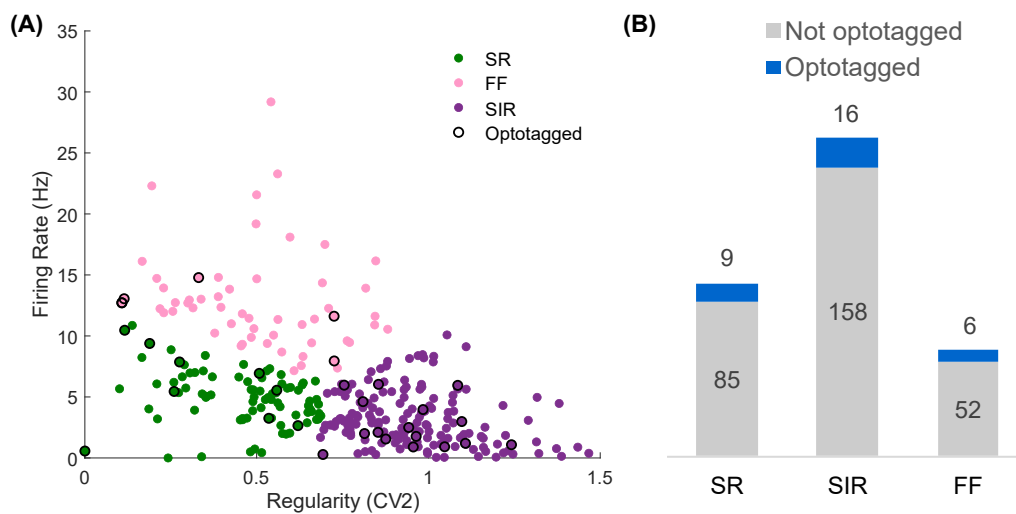 (A)
35
30
25
20
15
10
5
0
Firing Rate (Hz)
0
0.5
1
1.5
Regularity (CV2)
SR
FF
SIR
Optotagged
(B)
Not optotagged
Optotagged
9
85
16
158
6
52
SR
SIR
FF